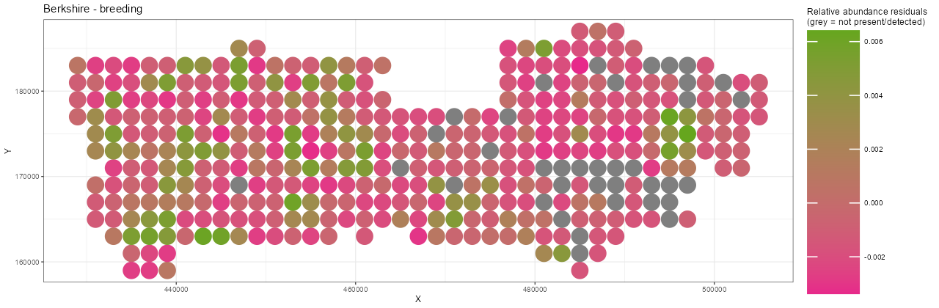 Berkshire - breeding
Relative abundance residuals
(grey = not present/detected)
0.006
0.004
0.002
0.000
-0.002
Y
180000
170000
160000
440000
460000
480000
500000
X